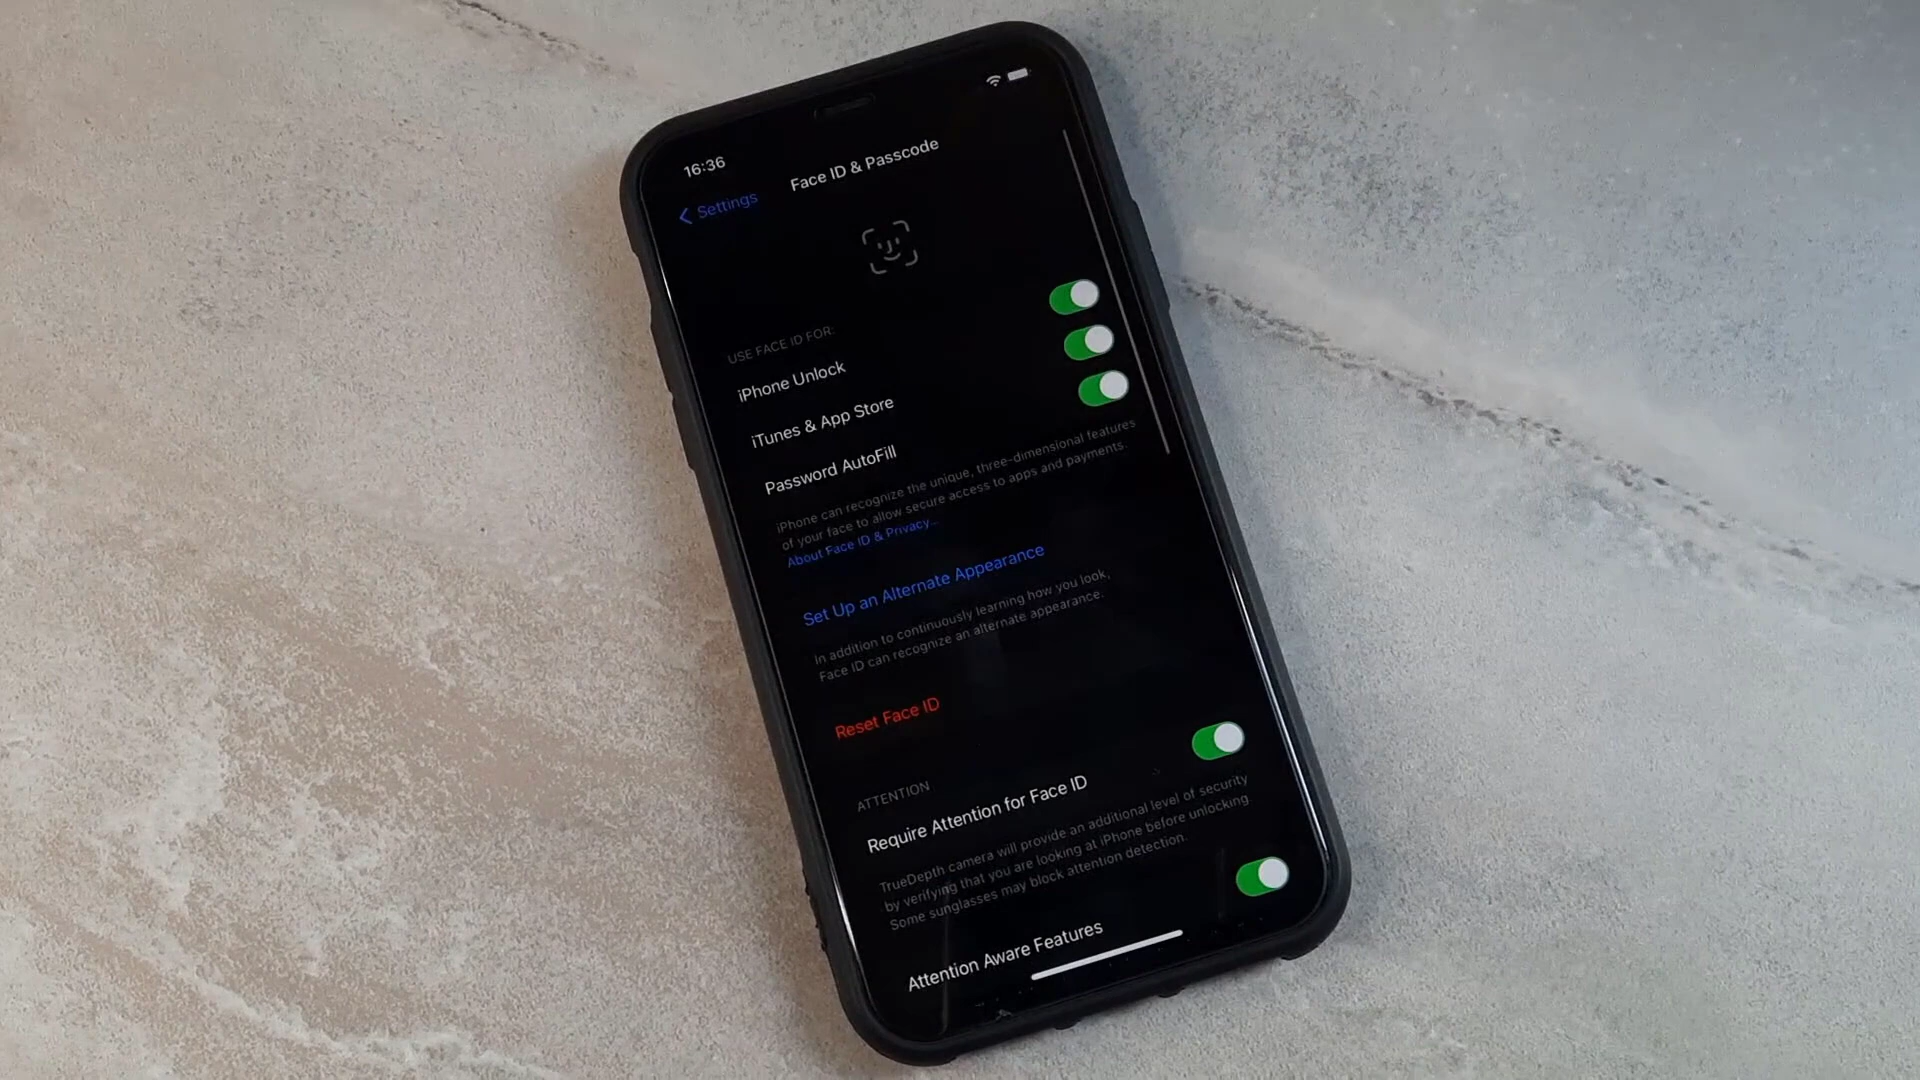 16:36
Settings
Face ID & Passcode
USE FACE ID FOR:
iPhone Unlock
iTunes & App Store
Password AutoFill
iPhone can recognize the unique, three-dimensional features
of your face to allow secure access to apps and payments.
About Face ID & Privacy...
Set Up an Alternate Appearance
In addition to continuously learning how you look,
Face ID can recognize an alternate appearance.
Reset Face ID
ATTENTION
Require Attention for Face ID
TrueDepth camera will provide an additional level of security
by verifying that you are looking at iPhone before unlocking.
Some sunglasses may block attention detection.
Attention Aware Features